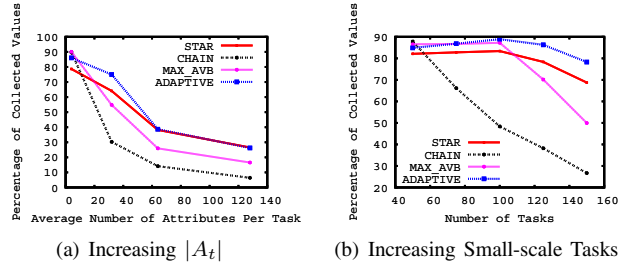 Percentage of Collected Values
100
90
80
70
60
50
40
30
20
10
0
STAR
CHAIN
MAX_AVB
ADAPTIVE
0 20 40 60 80 100 120 140
Average Number of Attributes Per Task
(a) Increasing |A_t|
Percentage of Collected Values
90
80
70
60
50
40
30
20
STAR
CHAIN
MAX_AVB
ADAPTIVE
40 60 80 100 120 140 160
Number of Tasks
(b) Increasing Small-scale Tasks